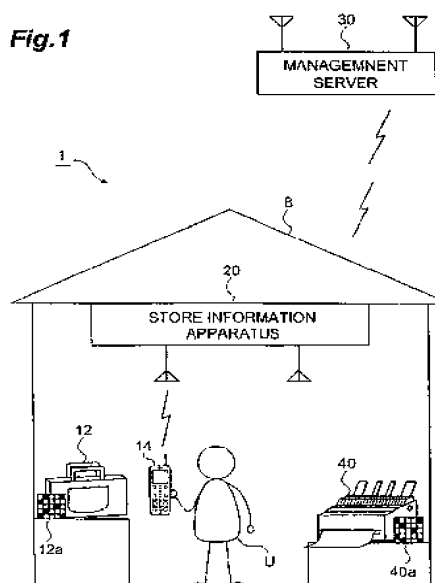 Fig.1
30
MANAGEMNENT
SERVER
1
B
20
STORE INFORMATION
APPARATUS
12
14
40
12a
U
40a